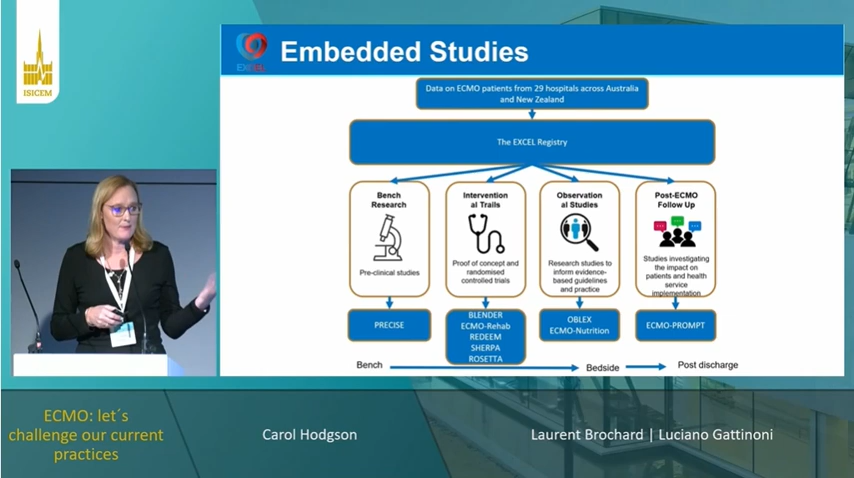 ISICEM
EXCEL
Embedded Studies
Data on ECMO patients from 29 hospitals across Australia
and New Zealand
The EXCEL Registry
Bench
Research
Pre-clinical studies
Intervention
al Trails
Proof of concept and
randomised
controlled trials
Observation
al Studies
Research studies to
inform evidence-
based guidelines
and practice
Post-ECMO
Follow Up
Studies investigating
the impact on
patients and health
service
implementation
PRECISE
BLENDER
ECMO-Rehab
REDEEM
SHERPA
ROSETTA
OBLEX
ECMO-Nutrition
ECMO-PROMPT
Bench
Bedside
Post discharge
ECMO: let´s
challenge our current
practices
Carol Hodgson
Laurent Brochard | Luciano Gattinoni